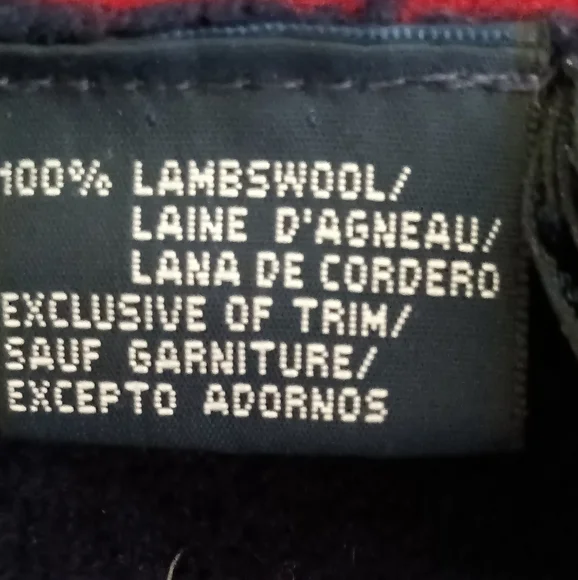 100% LAMBSWOOL/
LAINE D'AGNEAU/
LANA DE CORDERO
EXCLUSIVE OF TRIM/
SAUF GARNITURE/
EXCEPTO ADORNOS